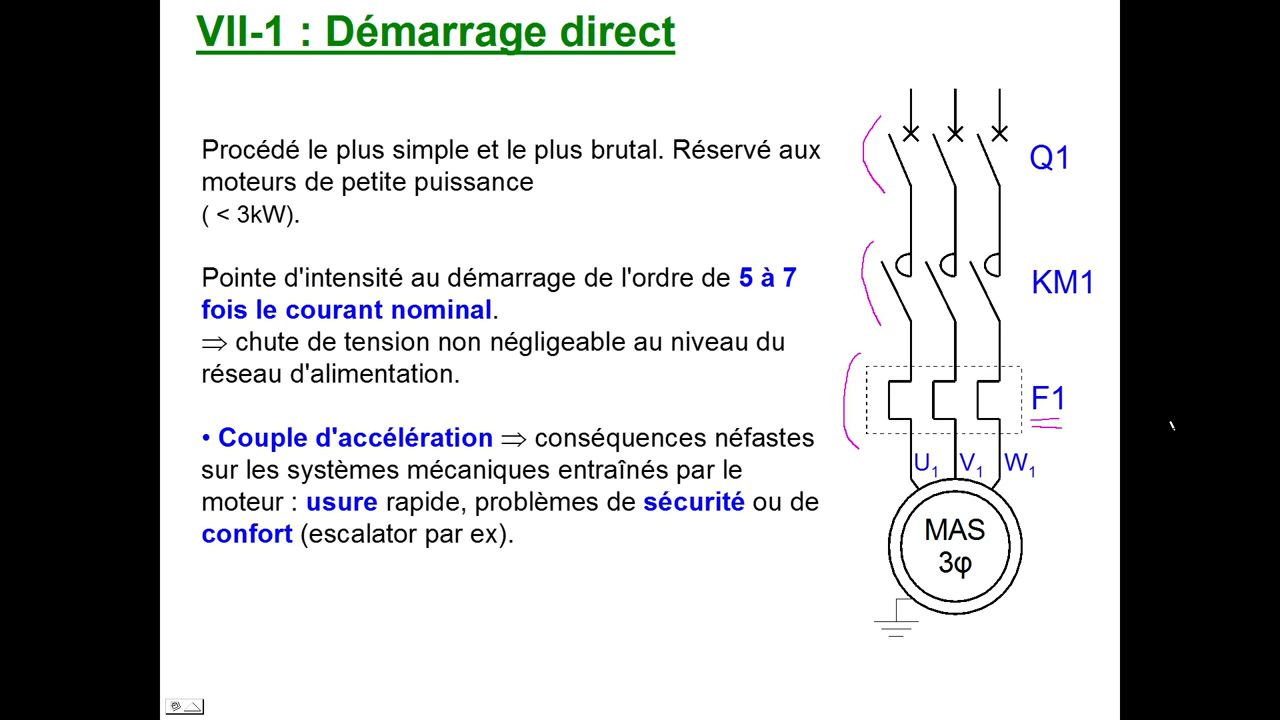 VII-1 : Démarrage direct
Procédé le plus simple et le plus brutal. Réservé aux
moteurs de petite puissance
( < 3kW).
Pointe d'intensité au démarrage de l'ordre de 5 à 7
fois le courant nominal.
⇒ chute de tension non négligeable au niveau du
réseau d'alimentation.
• Couple d'accélération ⇒ conséquences néfastes
sur les systèmes mécaniques entraînés par le
moteur : usure rapide, problèmes de sécurité ou de
confort (escalator par ex).
Q1
KM1
F1
U1 V1 W1
MAS
3φ